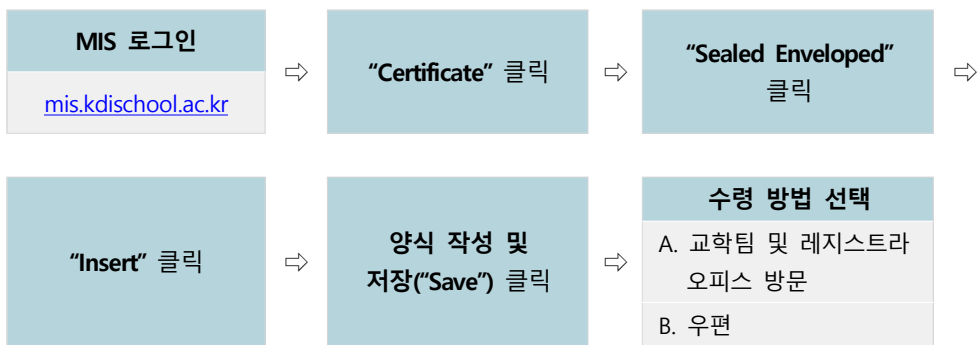 MIS 로그인
mis.kdischool.ac.kr
⇨
“Certificate” 클릭
⇨
“Sealed Enveloped”
클릭
⇨
“Insert” 클릭
⇨
양식 작성 및
저장(“Save”) 클릭
⇨
수령 방법 선택
A. 교학팀 및 레지스트라
오피스 방문
B. 우편